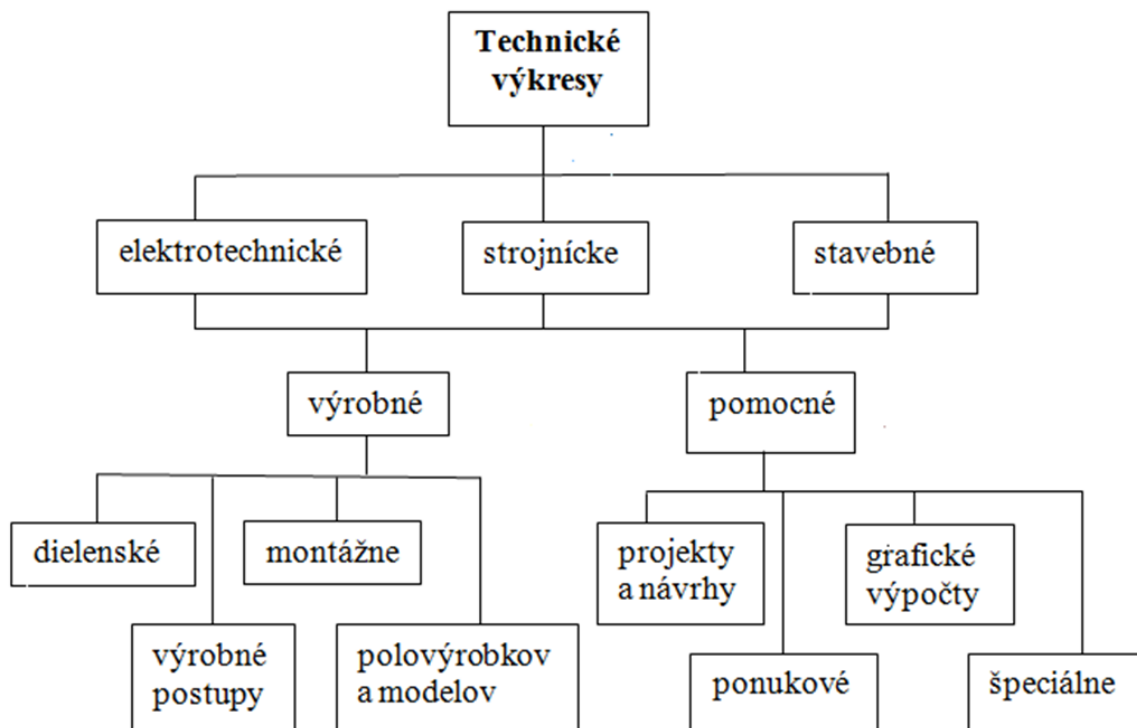 Technické
výkresy
elektrotechnické
strojnícke
stavebné
výrobné
pomocné
dielenské
montážne
projekty
a návrhy
grafické
výpočty
výrobné
postupy
polovýrobkov
a modelov
ponukové
špeciálne